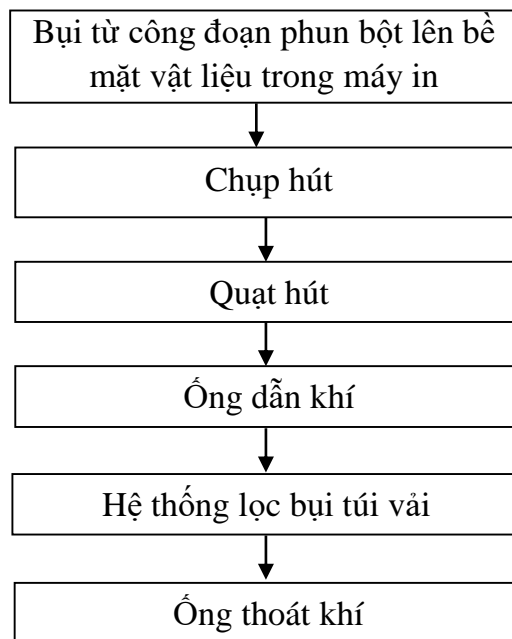 Bụi từ công đoạn phun bột lên bề
mặt vật liệu trong máy in
Chụp hút
Quạt hút
Ống dẫn khí
Hệ thống lọc bụi túi vải
Ống thoát khí